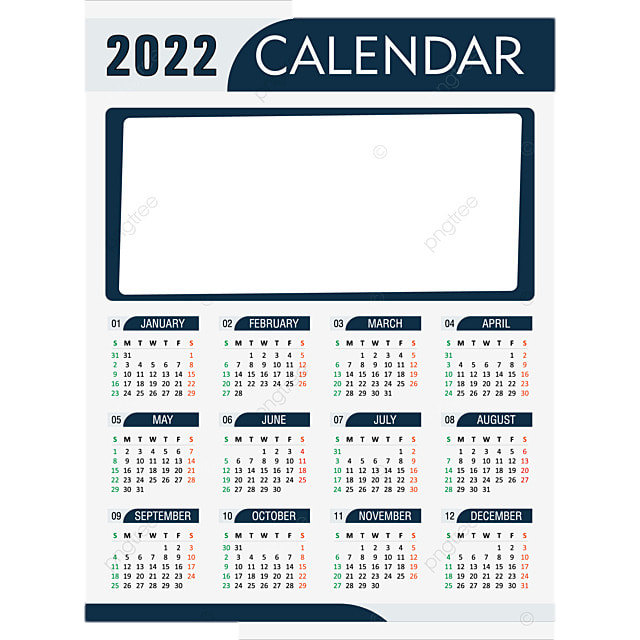 2022 CALENDAR
01 JANUARY
S M T W T F S
31 31 1
2 3 4 5 6 7 8
9 10 11 12 13 14 15
16 17 18 19 20 21 22
23 24 25 26 27 28 29
02 FEBRUARY
S M T W T F S
1 2 3 4 5
6 7 8 9 10 11 12
13 14 15 16 17 18 19
20 21 22 23 24 25 26
27 28
03 MARCH
S M T W T F S
1 2 3 4 5
6 7 8 9 10 11 12
13 14 15 16 17 18 19
20 21 22 23 24 25 26
27 28 29 30 31
04 APRIL
S M T W T F S
31 1 2
3 4 5 6 7 8 9
10 11 12 13 14 15 16
17 18 19 20 21 22 23
24 25 26 27 28 29 30
05 MAY
S M T W T F S
1 2 3 4 5 6 7
8 9 10 11 12 13 14
15 16 17 18 19 20 21
22 23 24 25 26 27 28
29 30 31
06 JUNE
S M T W T F S
1 2 3 4
5 6 7 8 9 10 11
12 13 14 15 16 17 18
19 20 21 22 23 24 25
26 27 28 29 30
07 JULY
S M T W T F S
31 1 2
3 4 5 6 7 8 9
10 11 12 13 14 15 16
17 18 19 20 21 22 23
24 25 26 27 28 29 30
08 AUGUST
S M T W T F S
1 2 3 4 5 6
7 8 9 10 11 12 13
14 15 16 17 18 19 20
21 22 23 24 25 26 27
28 29 30 31
09 SEPTEMBER
S M T W T F S
1 2 3
4 5 6 7 8 9 10
11 12 13 14 15 16 17
18 19 20 21 22 23 24
25 26 27 28 29 30
10 OCTOBER
S M T W T F S
30 31 1
2 3 4 5 6 7 8
9 10 11 12 13 14 15
16 17 18 19 20 21 22
23 24 25 26 27 28 29
11 NOVEMBER
S M T W T F S
1 2 3 4 5
6 7 8 9 10 11 12
13 14 15 16 17 18 19
20 21 22 23 24 25 26
27 28 29 30
12 DECEMBER
S M T W T F S
1 2 3
4 5 6 7 8 9 10
11 12 13 14 15 16 17
18 19 20 21 22 23 24
25 26 27 28 29 30 31
pngtree
pngtree